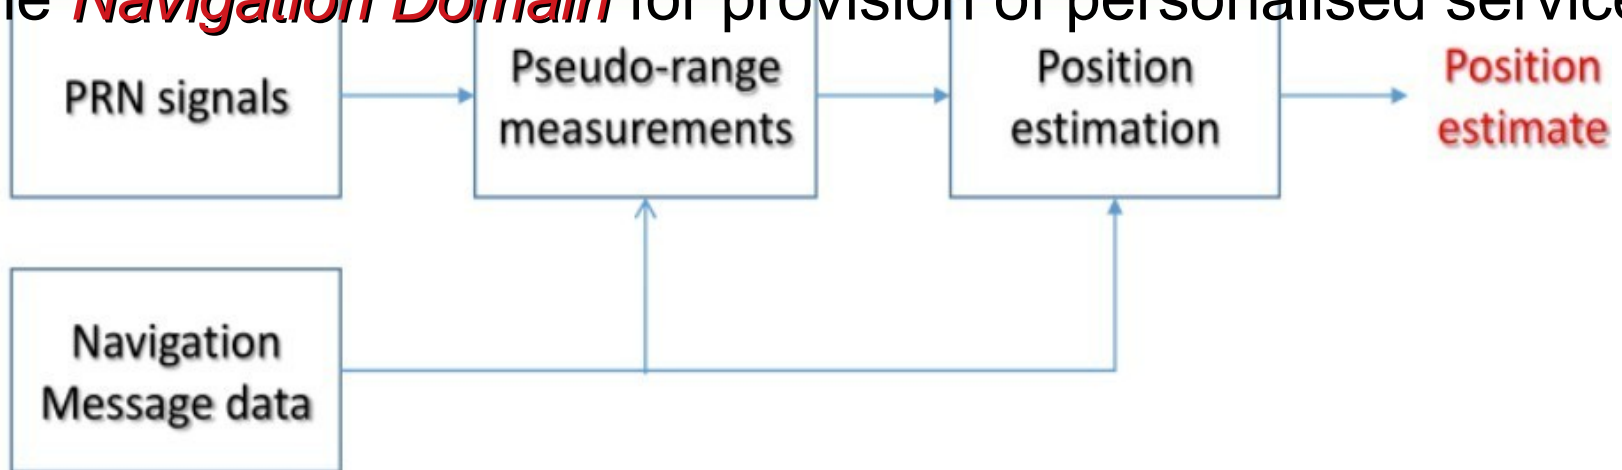 Navigation Domain for provision of personalised service
PRN signals
Pseudo-range
measurements
Position
estimation
Position
estimate
Navigation
Message data